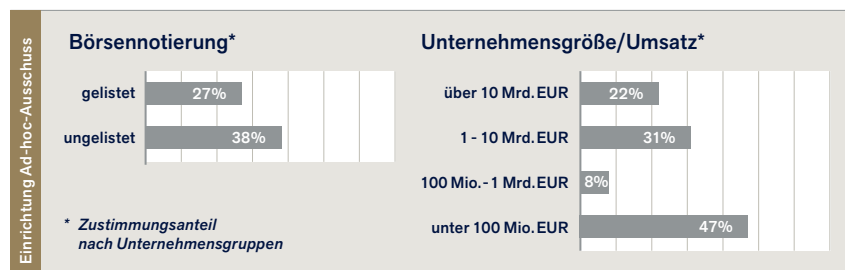 Einrichtung Ad-hoc-Ausschuss
Börsennotierung*
gelistet 27%
ungelistet 38%
* Zustimmungsanteil
nach Unternehmensgruppen
Unternehmensgröße/Umsatz*
über 10 Mrd. EUR 22%
1 - 10 Mrd. EUR 31%
100 Mio. - 1 Mrd. EUR 8%
unter 100 Mio. EUR 47%